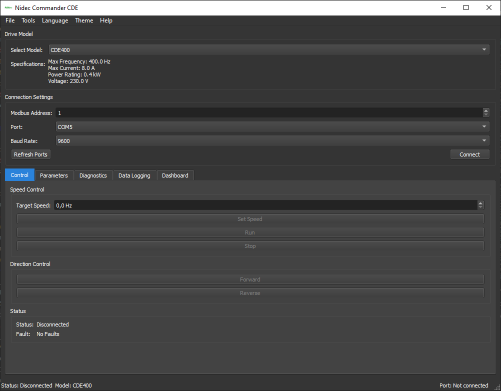 Nidec Commander CDE
File Tools Language Theme Help
Drive Model
Select Model: CDE400
Specifications: Max Frequency: 400.0 Hz
Max Current: 8.0 A
Power Rating: 0.4 kW
Voltage: 230.0 V
Connection Settings
Modbus Address: 1
Port: COM5
Baud Rate: 9600
Refresh Ports Connect
Control Parameters Diagnostics Data Logging Dashboard
Speed Control
Target Speed: 0,0 Hz
Set Speed
Run
Stop
Direction Control
Forward
Reverse
Status
Status: Disconnected
Fault: No Faults
Status: Disconnected Model: CDE400 Port: Not connected